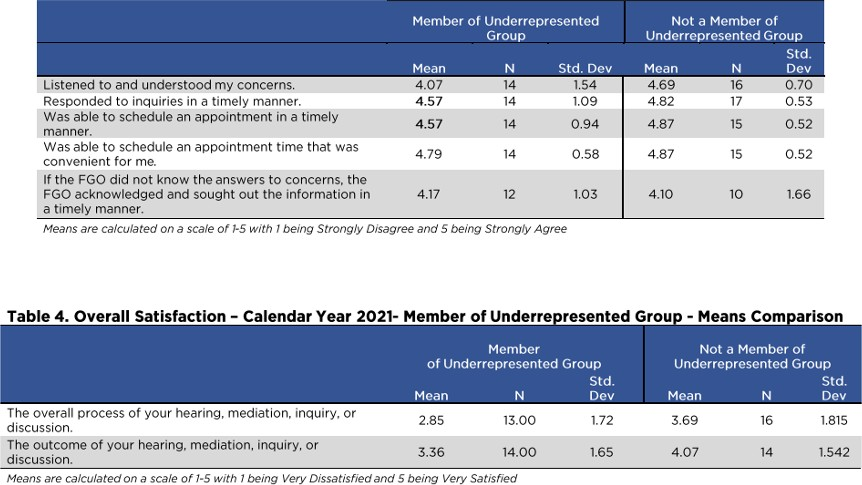 Member of Underrepresented Group Not a Member of Underrepresented Group
Mean N Std. Dev Mean N Std. Dev
Listened to and understood my concerns. 4.07 14 1.54 4.69 16 0.70
Responded to inquiries in a timely manner. 4.57 14 1.09 4.82 17 0.53
Was able to schedule an appointment in a timely manner. 4.57 14 0.94 4.87 15 0.52
Was able to schedule an appointment time that was convenient for me. 4.79 14 0.58 4.87 15 0.52
If the FGO did not know the answers to concerns, the FGO acknowledged and sought out the information in a timely manner. 4.17 12 1.03 4.10 10 1.66
Means are calculated on a scale of 1-5 with 1 being Strongly Disagree and 5 being Strongly Agree
Table 4. Overall Satisfaction – Calendar Year 2021- Member of Underrepresented Group - Means Comparison
Member of Underrepresented Group Not a Member of Underrepresented Group
Mean N Std. Dev Mean N Std. Dev
The overall process of your hearing, mediation, inquiry, or discussion. 2.85 13.00 1.72 3.69 16 1.815
The outcome of your hearing, mediation, inquiry, or discussion. 3.36 14.00 1.65 4.07 14 1.542
Means are calculated on a scale of 1-5 with 1 being Very Dissatisfied and 5 being Very Satisfied